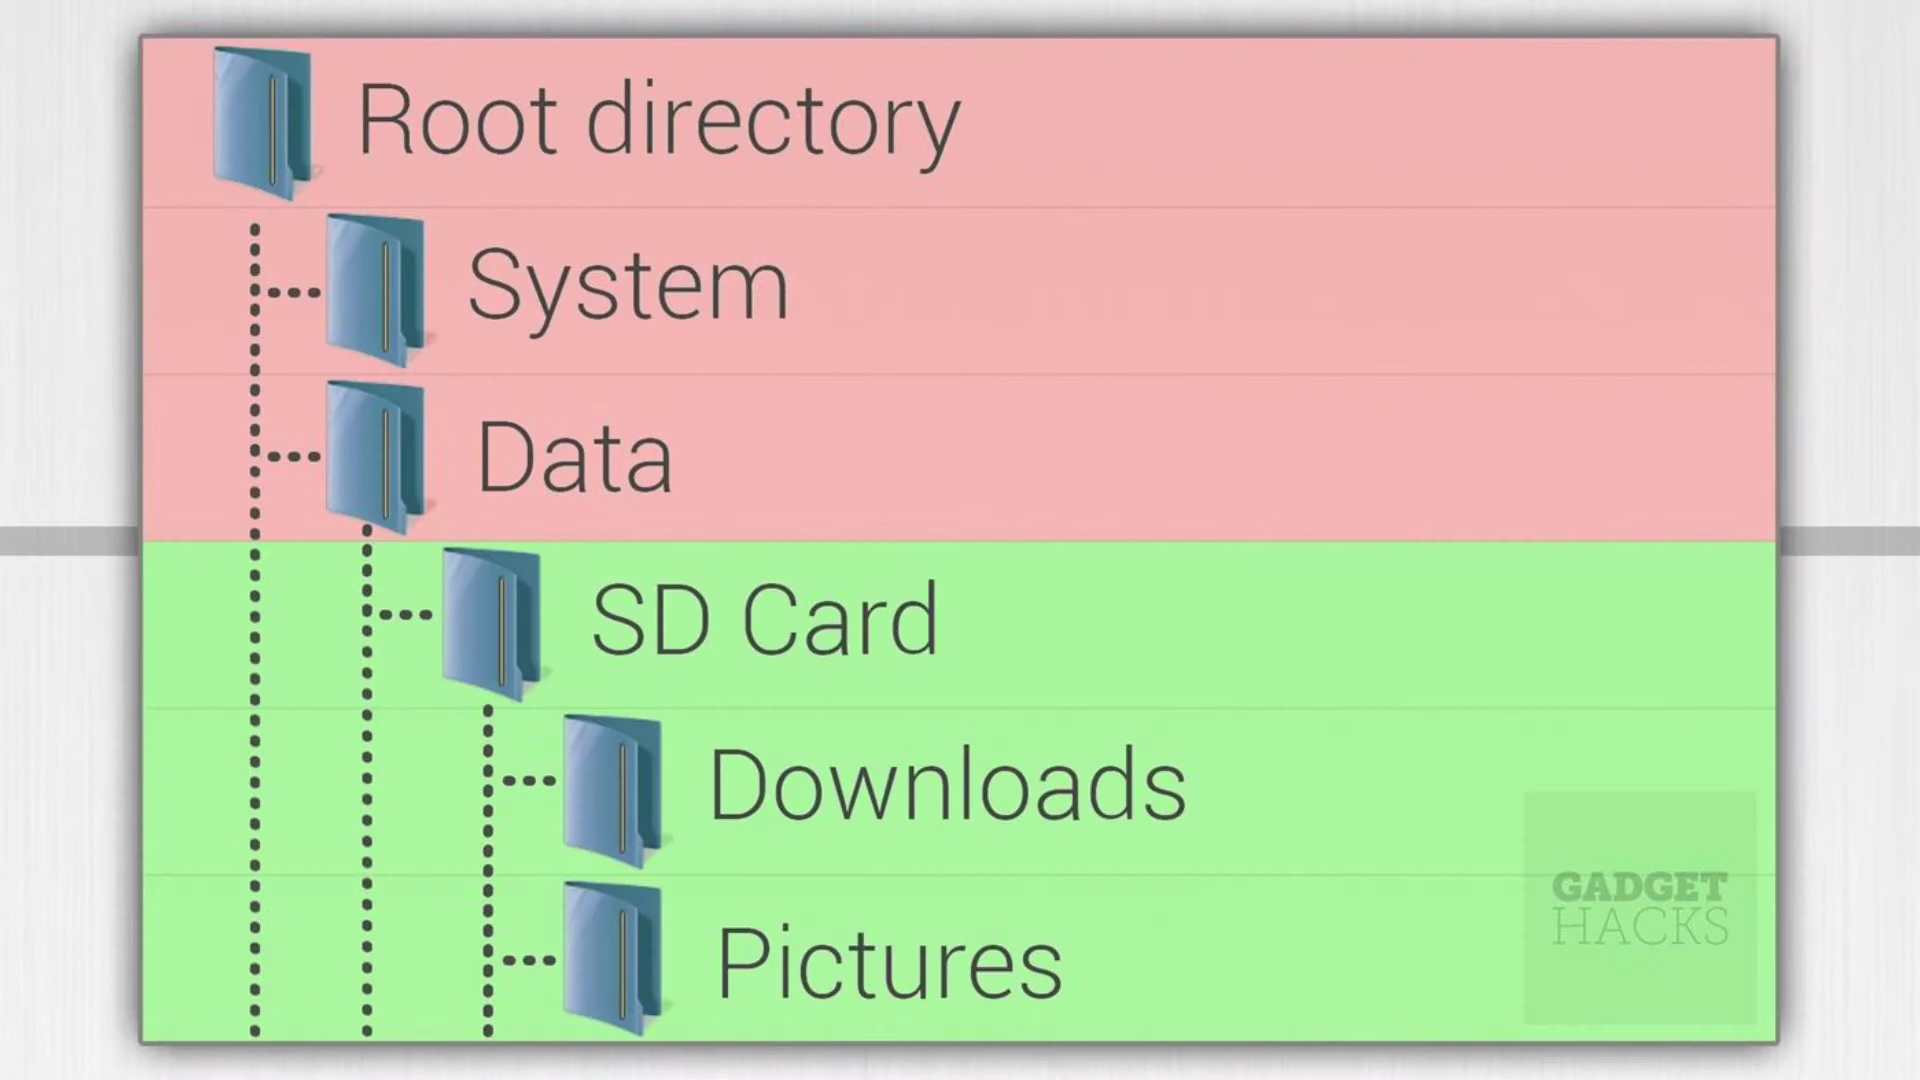 Root directory
System
Data
SD Card
Downloads
Pictures
GADGET
HACKS